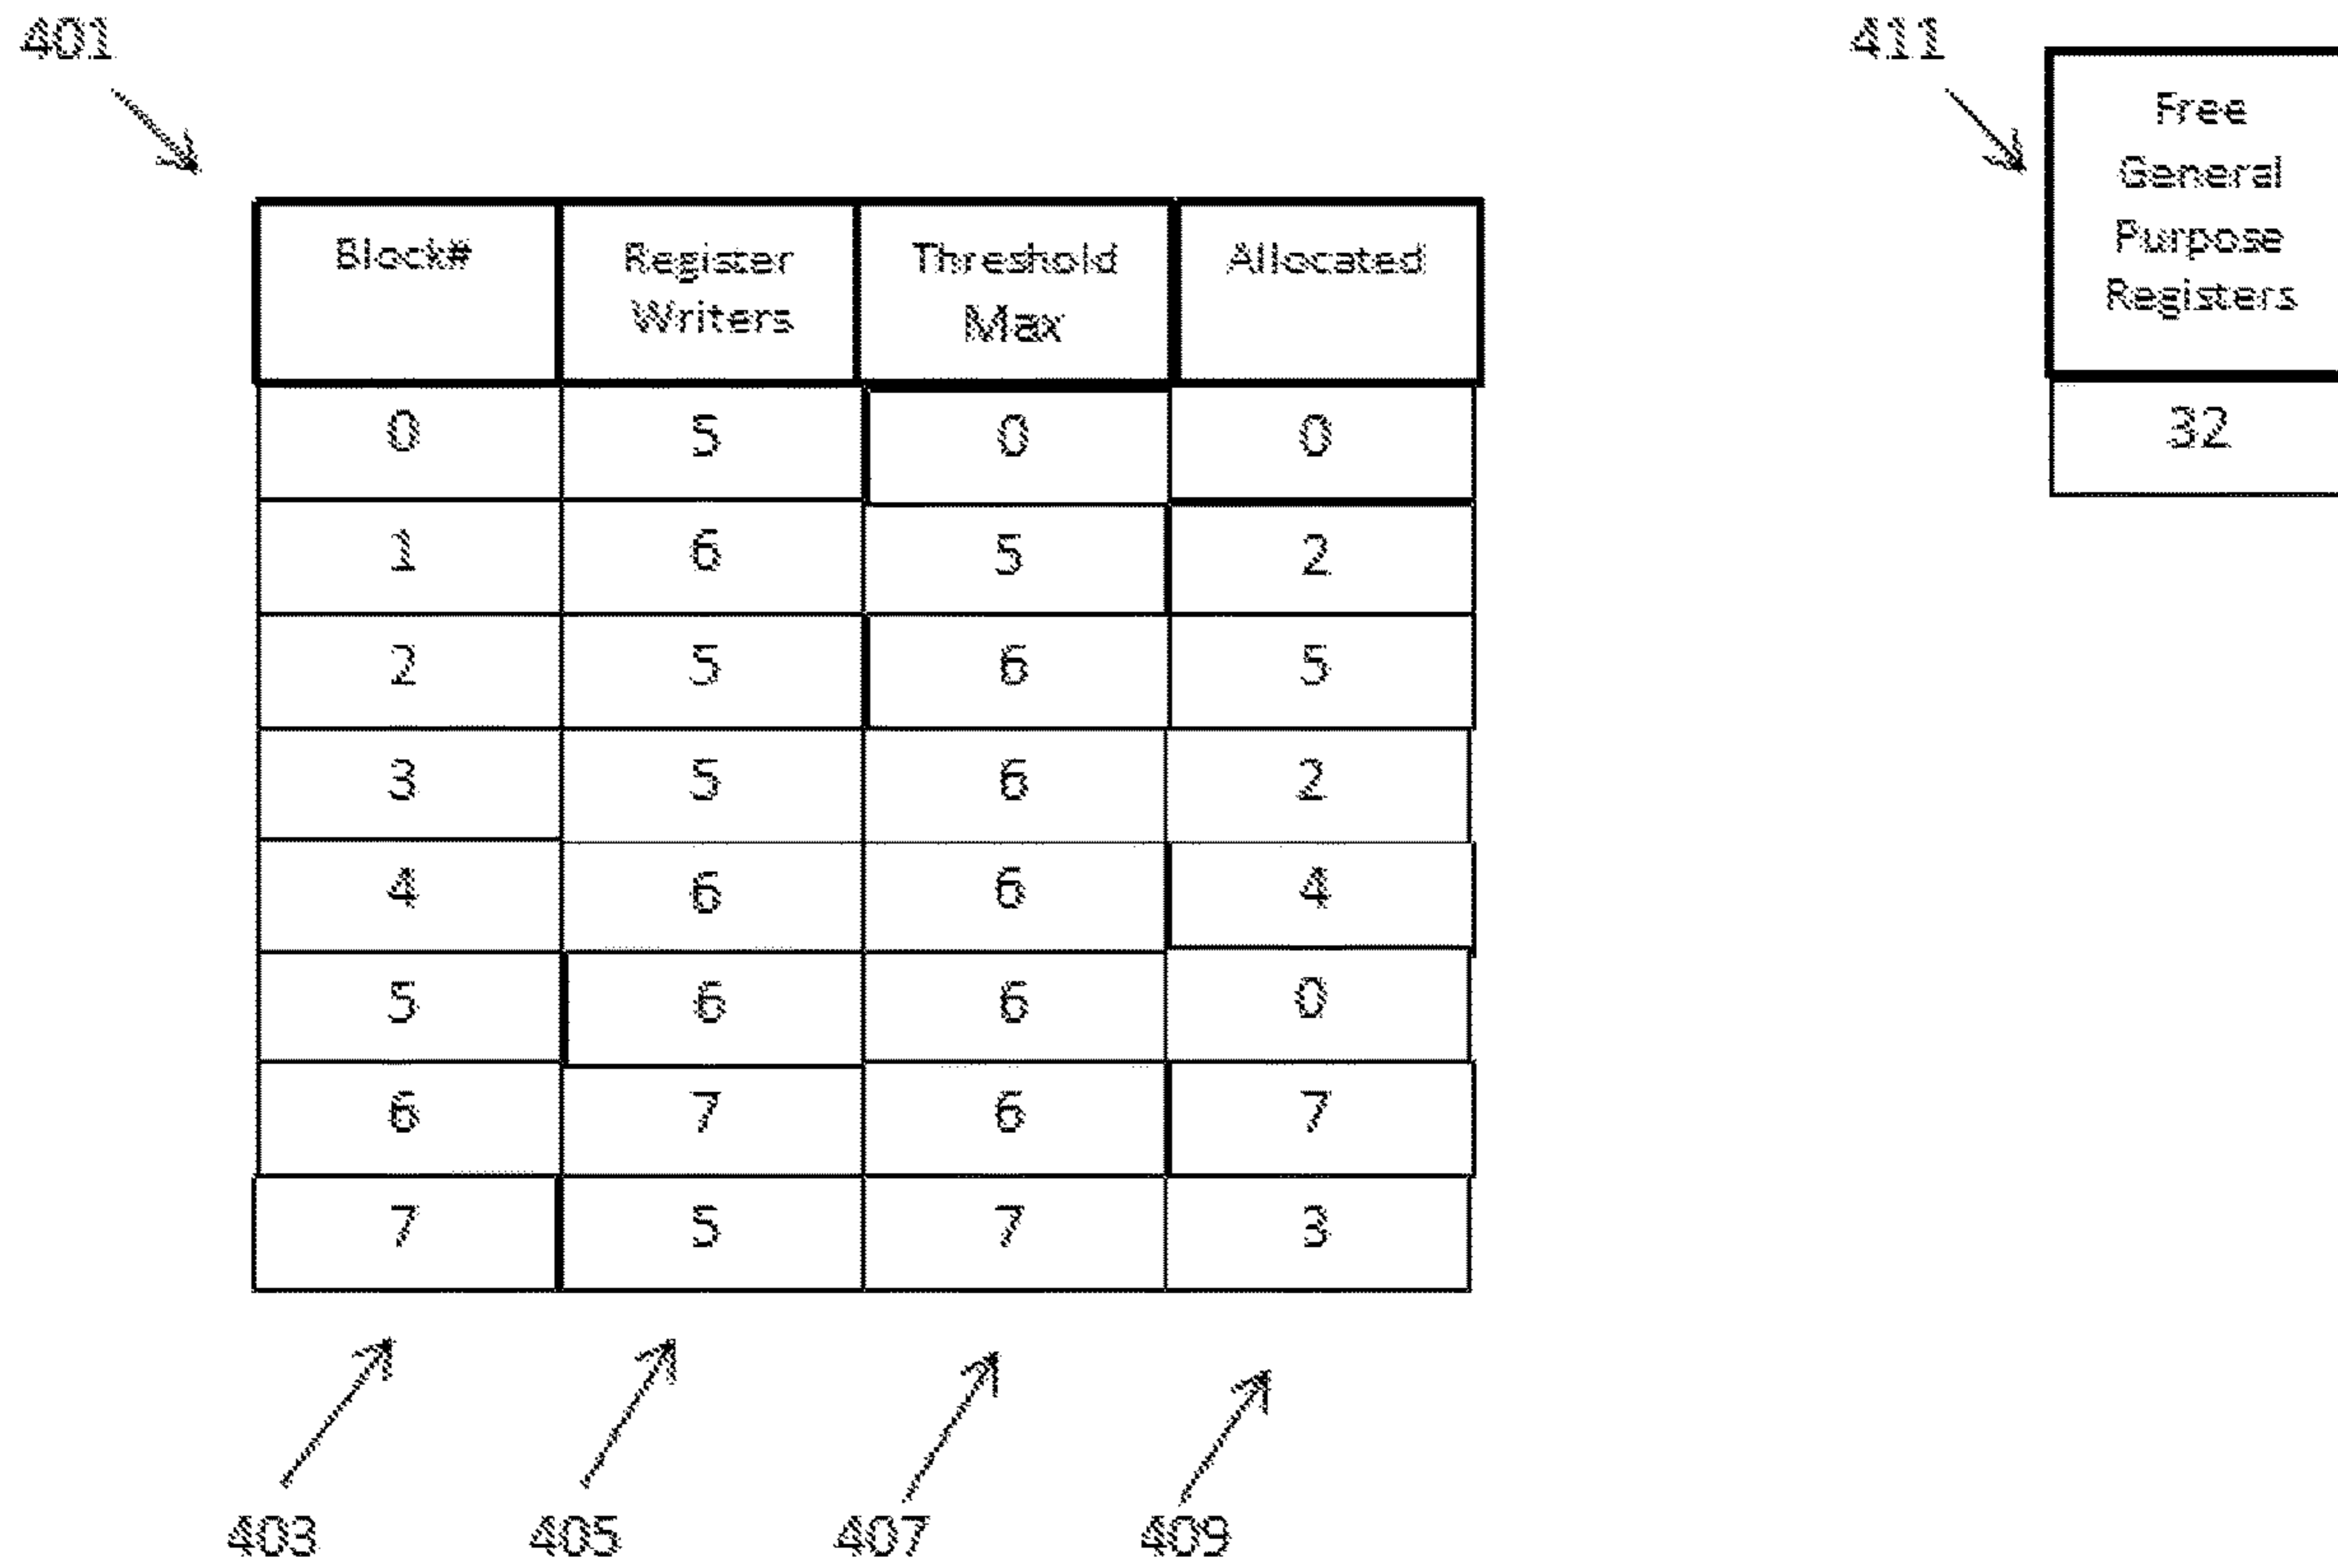 401
411
Free
General
Purpose
Registers
32
Block# Register Writers Threshold Max Allocated
0 5 0 0
1 6 5 2
2 5 6 5
3 5 6 2
4 6 6 4
5 6 6 0
6 7 6 7
7 5 7 3
403 405 407 409